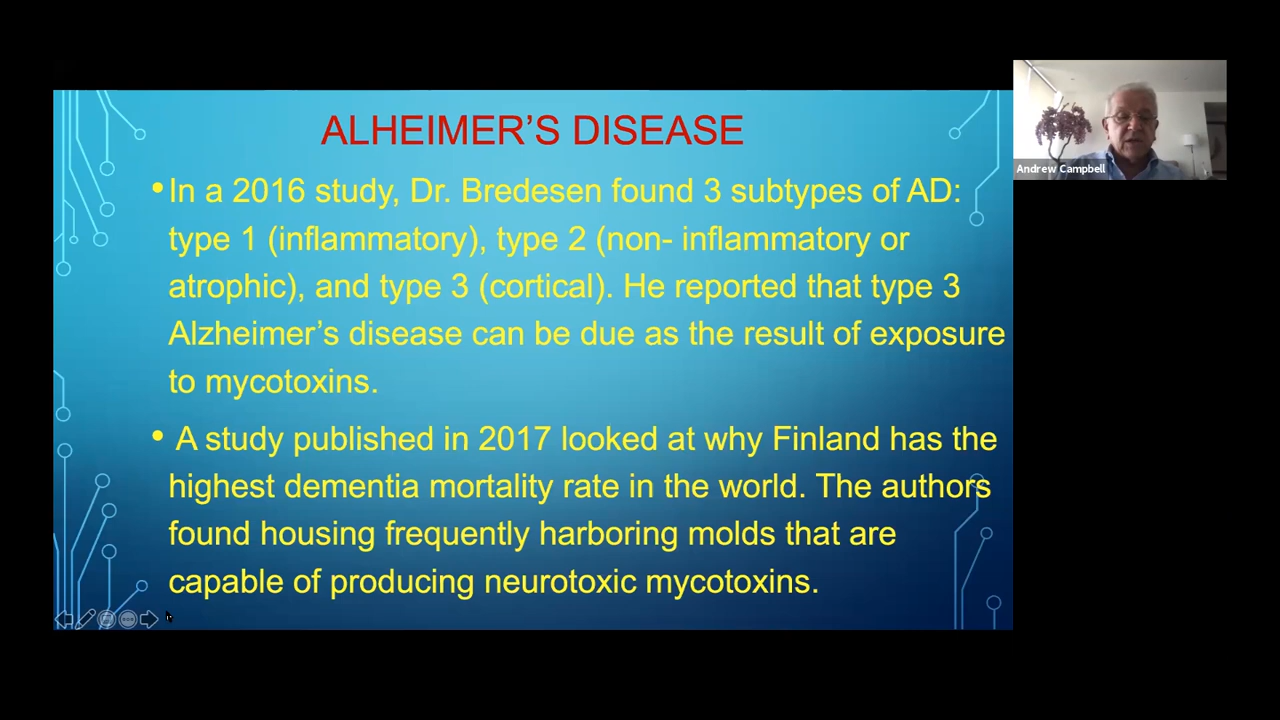 ALHEIMER'S DISEASE
•In a 2016 study, Dr. Bredesen found 3 subtypes of AD:
type 1 (inflammatory), type 2 (non- inflammatory or
atrophic), and type 3 (cortical). He reported that type 3
Alzheimer's disease can be due as the result of exposure
to mycotoxins.
• A study published in 2017 looked at why Finland has the
highest dementia mortality rate in the world. The authors
found housing frequently harboring molds that are
capable of producing neurotoxic mycotoxins.
Andrew Campbell